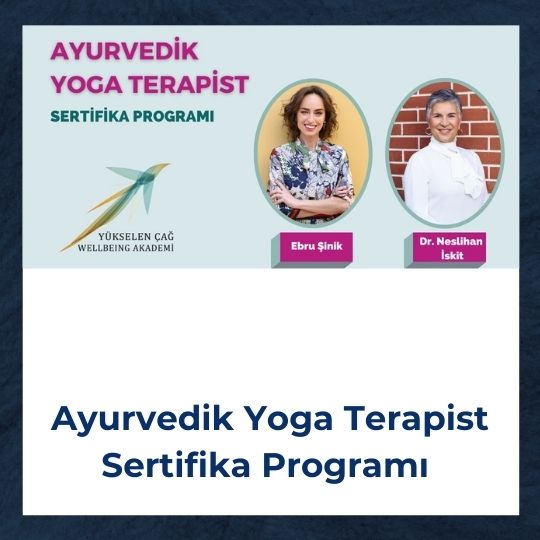 AYURVEDİK
YOGA TERAPİST
SERTİFİKA PROGRAMI
YÜKSELEN ÇAĞ
WELLBEING AKADEMİ
Ebru Şinik
Dr. Neslihan
İskit
Ayurvedik Yoga Terapist
Sertifika Programı